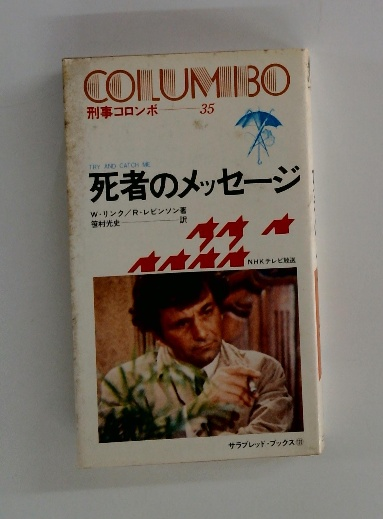 COLUMBO
刑事コロンボ——35
TRY AND CATCH ME
死者のメッセージ
W・リンク／R・レビンソン著
笹村光史————訳
NHKテレビ放送
サラブレッド・ブックス